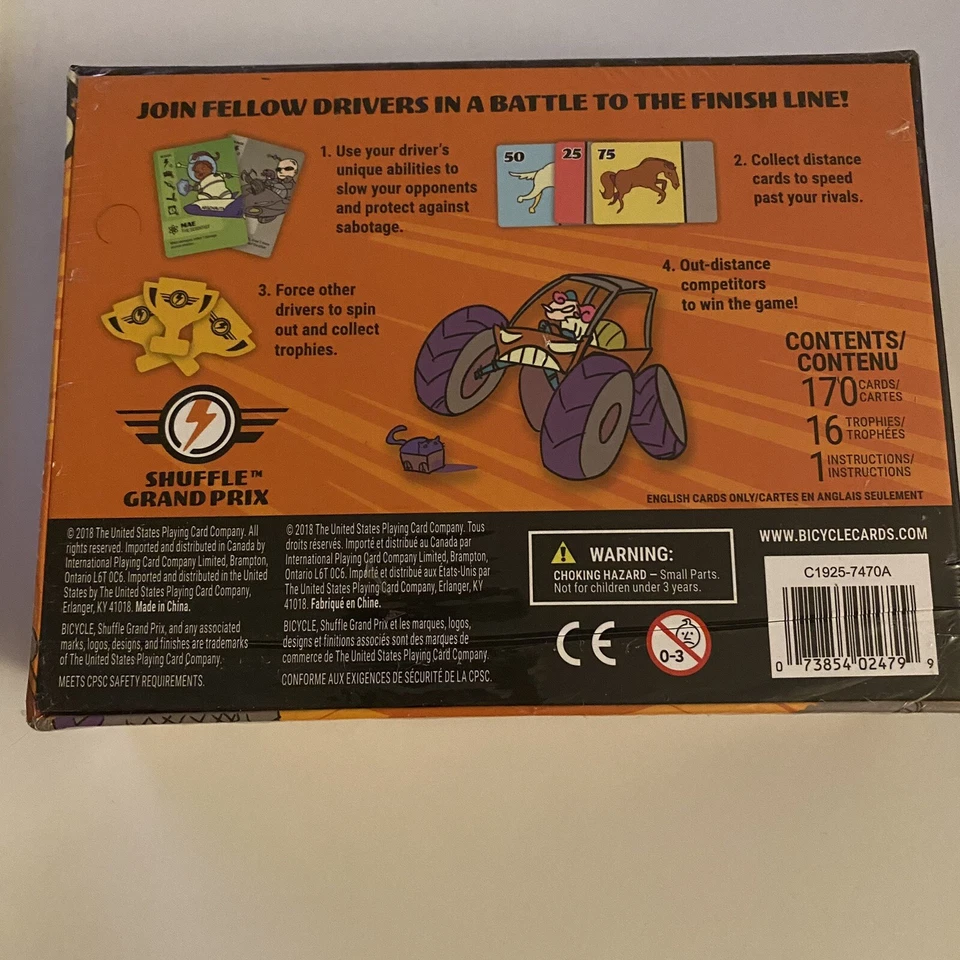 JOIN FELLOW DRIVERS IN A BATTLE TO THE FINISH LINE!
MAE
1. Use your driver's
unique abilities to
slow your opponents
and protect against
sabotage.
50
25
75
2. Collect distance
cards to speed
past your rivals.
3. Force other
drivers to spin
out and collect
trophies.
4. Out-distance
competitors
to win the game!
CONTENTS/
CONTENU
170 CARDS/
CARTES
16 TROPHIES/
TROPHÉES
1 INSTRUCTIONS/
INSTRUCTIONS
SHUFFLE™
GRAND PRIX
ENGLISH CARDS ONLY/CARTES EN ANGLAIS SEULEMENT
© 2018 The United States Playing Card Company. All
rights reserved. Imported and distributed in Canada by
International Playing Card Company Limited, Brampton,
Ontario L6T 0C6. Imported and distributed in the United
States by The United States Playing Card Company,
Erlanger, KY 41018. Made in China.
BICYCLE, Shuffle Grand Prix, and any associated
marks, logos, designs, and finishes are trademarks
of The United States Playing Card Company.
MEETS CPSC SAFETY REQUIREMENTS.
© 2018 The United States Playing Card Company. Tous
droits réservés. Importé et distribué au Canada par
International Playing Card Company Limited, Brampton,
Ontario L6T 0C6. Importé et distribué aux États-Unis par
The United States Playing Card Company, Erlanger, KY
41018. Fabriqué en Chine.
BICYCLE, Shuffle Grand Prix et les marques, logos,
designs et finitions associés sont des marques de
commerce de The United States Playing Card Company.
CONFORME AUX EXIGENCES DE SÉCURITÉ DE LA CPSC.
WARNING:
CHOKING HAZARD – Small Parts.
Not for children under 3 years.
CE
0-3
WWW.BICYCLECARDS.COM
C1925-7470A
0 73854 02479 9